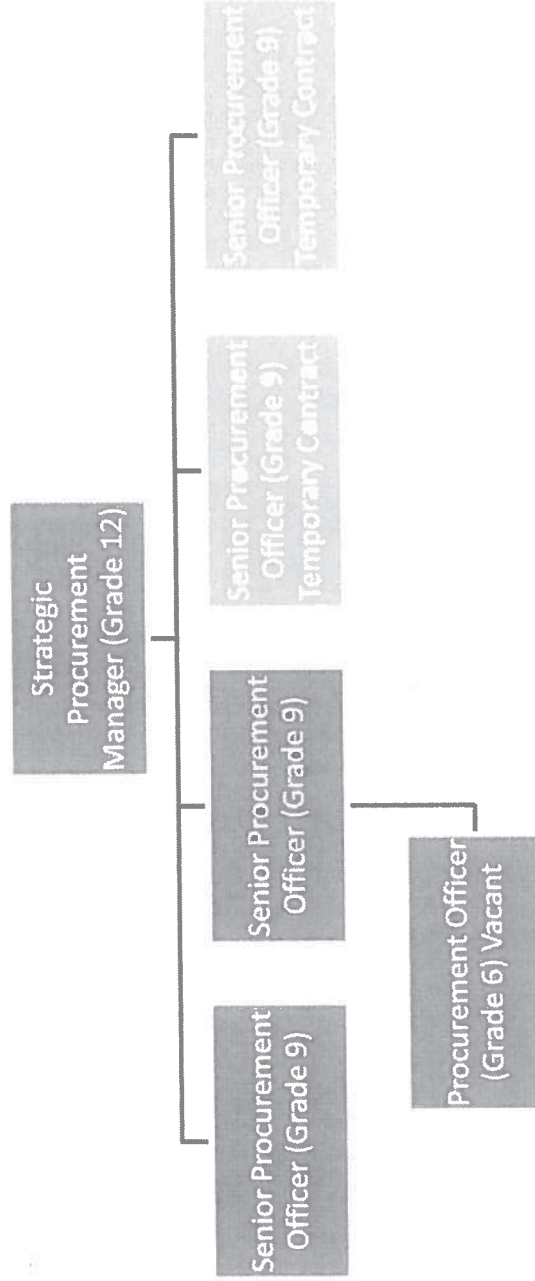 Strategic
Procurement
Manager (Grade 12)
Senior Procurement
Officer (Grade 9)
Senior Procurement
Officer (Grade 9)
Senior Procurement
Officer (Grade 9)
Temporary Contract
Senior Procurement
Officer (Grade 9)
Temporary Contract
Procurement Officer
(Grade 6) Vacant